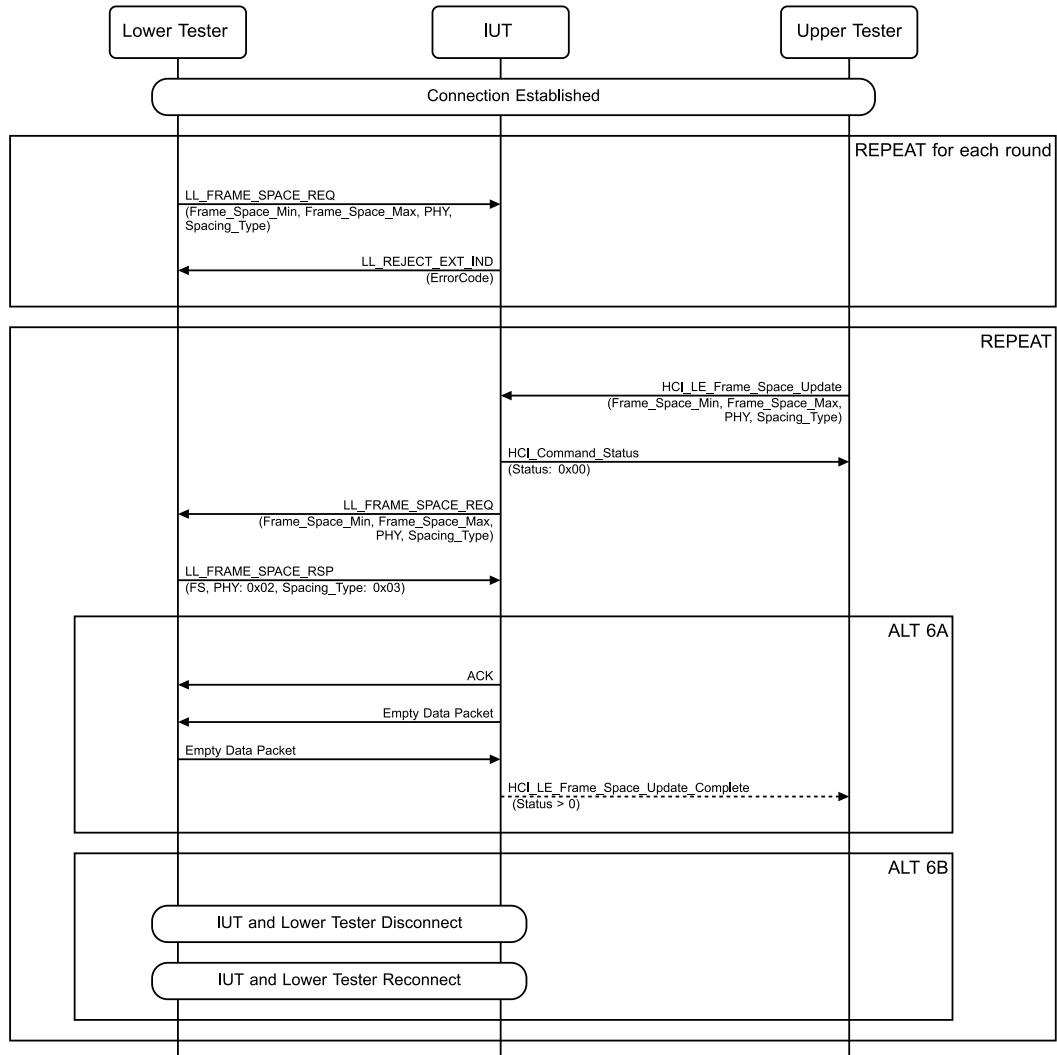 Lower Tester
IUT
Upper Tester
Connection Established
REPEAT for each round
LL_FRAME_SPACE_REQ
(Frame_Space_Min, Frame_Space_Max, PHY,
Spacing_Type)
LL_REJECT_EXT_IND
(ErrorCode)
REPEAT
HCI_LE_Frame_Space_Update
(Frame_Space_Min, Frame_Space_Max,
PHY, Spacing_Type)
HCI_Command_Status
(Status: 0x00)
LL_FRAME_SPACE_REQ
(Frame_Space_Min, Frame_Space_Max,
PHY, Spacing_Type)
LL_FRAME_SPACE_RSP
(FS, PHY: 0x02, Spacing_Type: 0x03)
ALT 6A
ACK
Empty Data Packet
Empty Data Packet
HCI_LE_Frame_Space_Update_Complete
(Status > 0)
ALT 6B
IUT and Lower Tester Disconnect
IUT and Lower Tester Reconnect